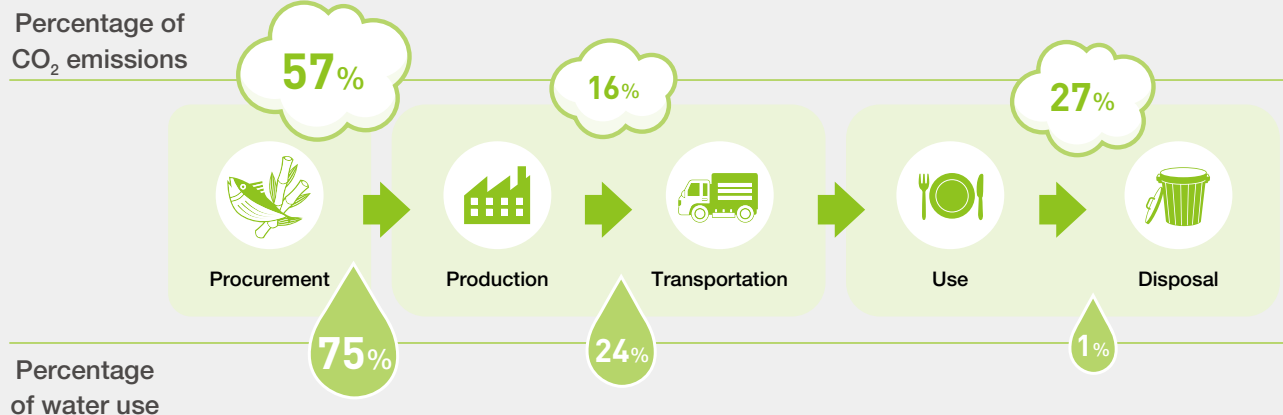 Percentage of
CO₂ emissions
57%
16%
27%
Procurement
Production
Transportation
Use
Disposal
75%
24%
1%
Percentage
of water use